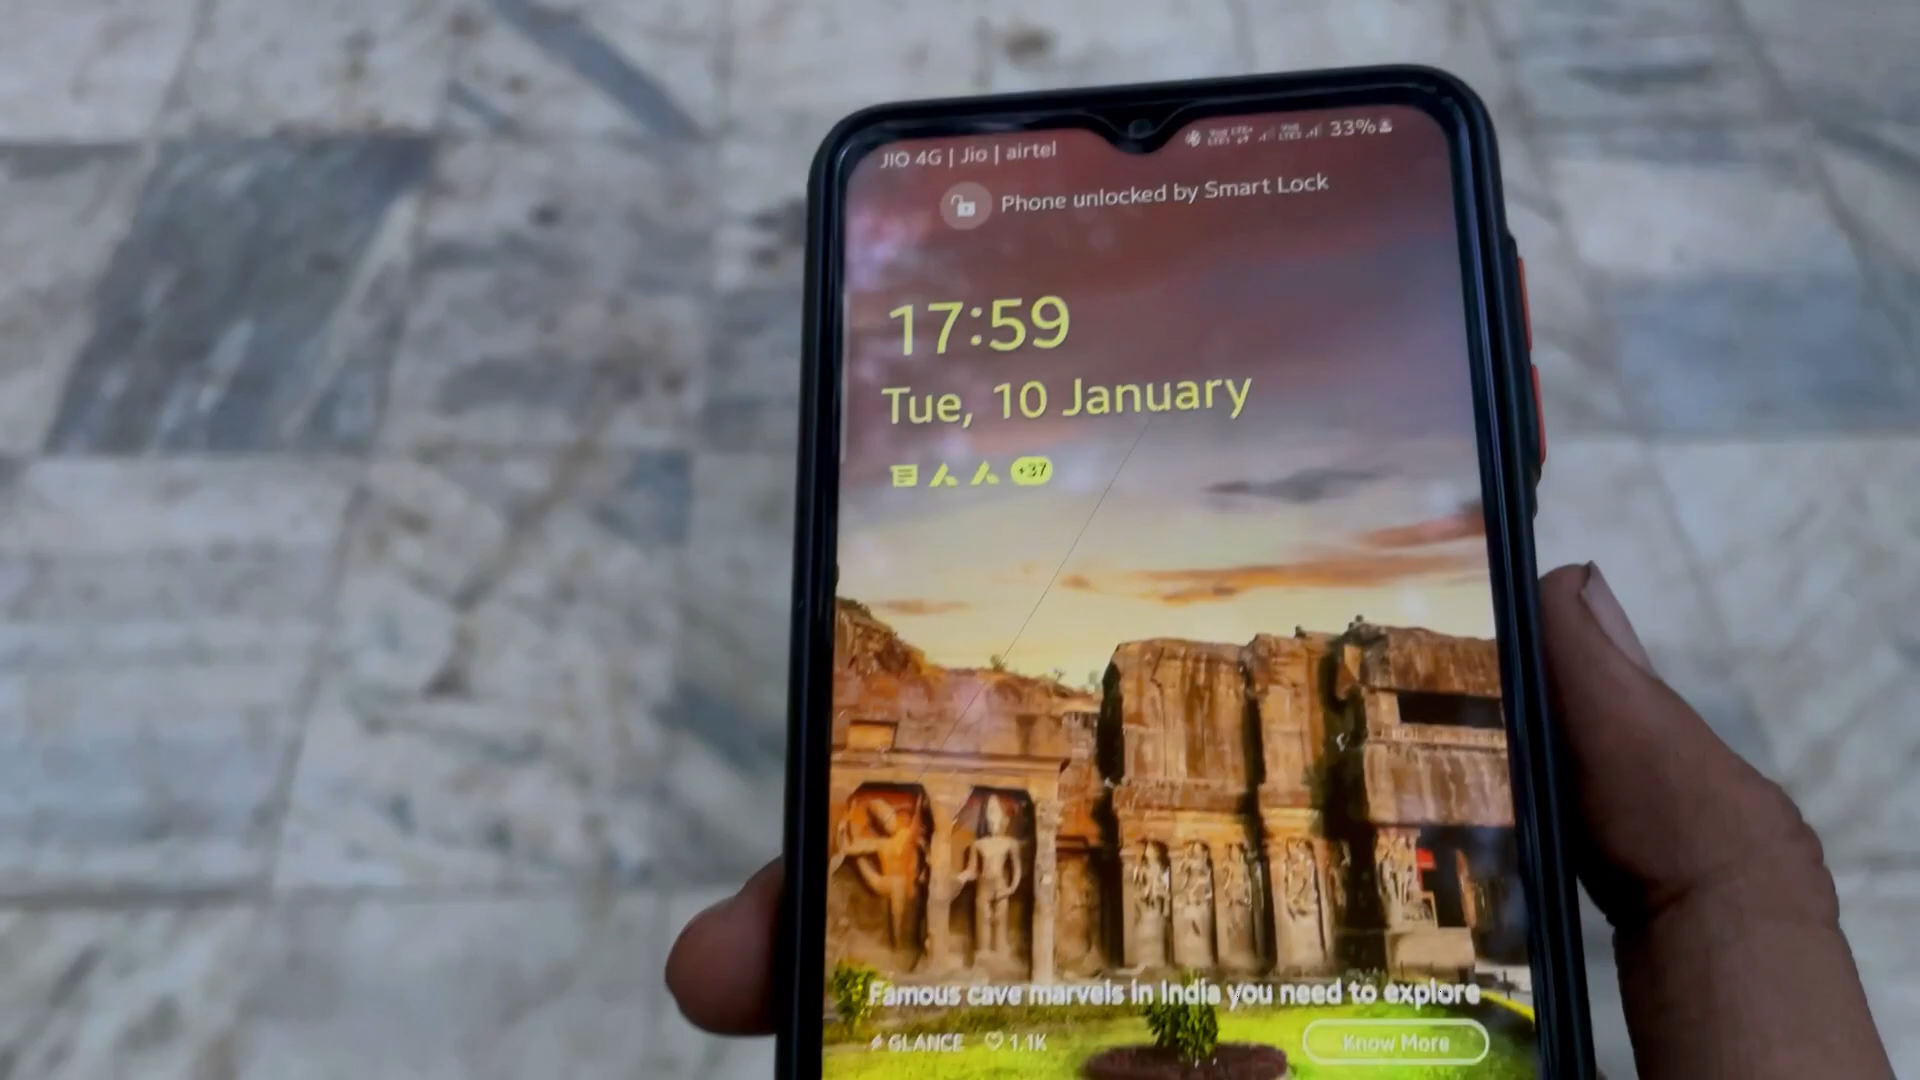 JIO 4G | Jio | airtel
33%
Phone unlocked by Smart Lock
17:59
Tue, 10 January
+37
Famous cave marvels in India you need to explore
GLANCE 1.1K
Know More